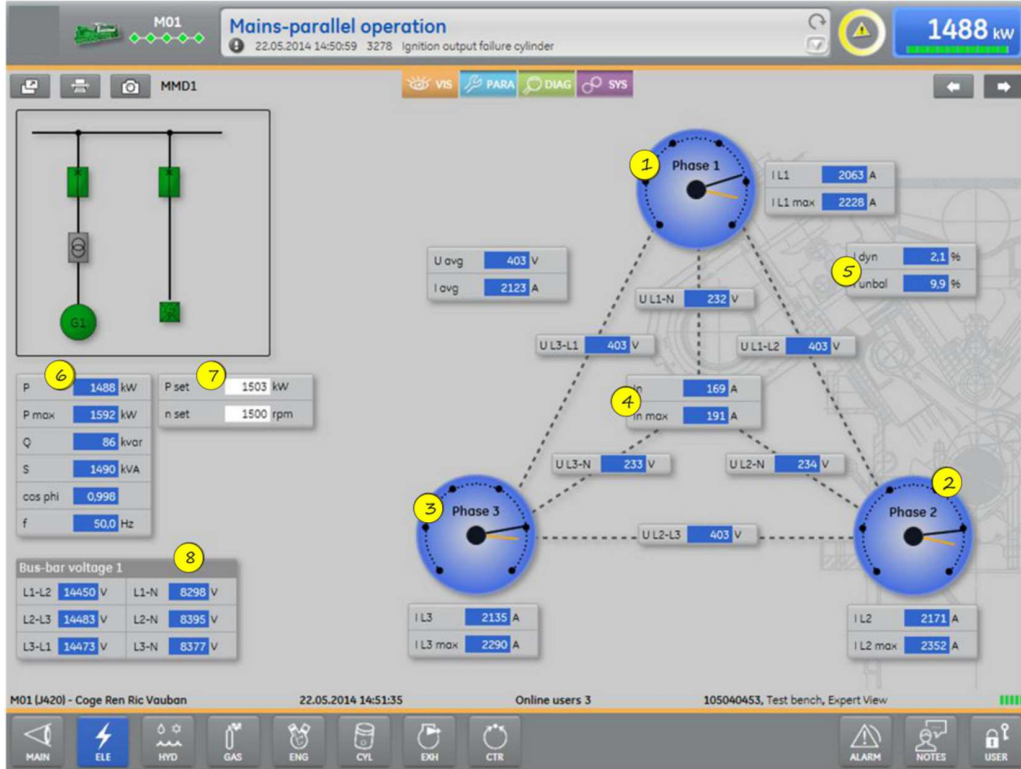 M01
Mains-parallel operation
22.05.2014 14:50:59 3278 Ignition output failure cylinder
1488 kW
MMD1
VIS PARA DIAG SYS
1
Phase 1
I L1 2063 A
I L1 max 2228 A
U avg 403 V
I avg 2123 A
5
I dyn 2,1 %
I unbal 9,9 %
G1
U L1-N 232 V
U L3-L1 403 V
U L1-L2 403 V
6
P 1488 kW
P max 1592 kW
Q 86 kvar
S 1490 kVA
cos phi 0,998
f 50,0 Hz
7
P set 1503 kW
n set 1500 rpm
4
In 169 A
In max 191 A
U L3-N 233 V
U L2-N 234 V
3
Phase 3
2
Phase 2
U L2-L3 403 V
8
Bus-bar voltage 1
L1-L2 14450 V L1-N 8298 V
L2-L3 14483 V L2-N 8395 V
L3-L1 14473 V L3-N 8377 V
I L3 2135 A
I L3 max 2290 A
I L2 2171 A
I L2 max 2352 A
M01 (J420) - Coge Ren Ric Vauban 22.05.2014 14:51:35 Online users 3 105040453, Test bench, Expert View
MAIN ELE HYD GAS ENG CYL EXH CTR ALARM NOTES USER